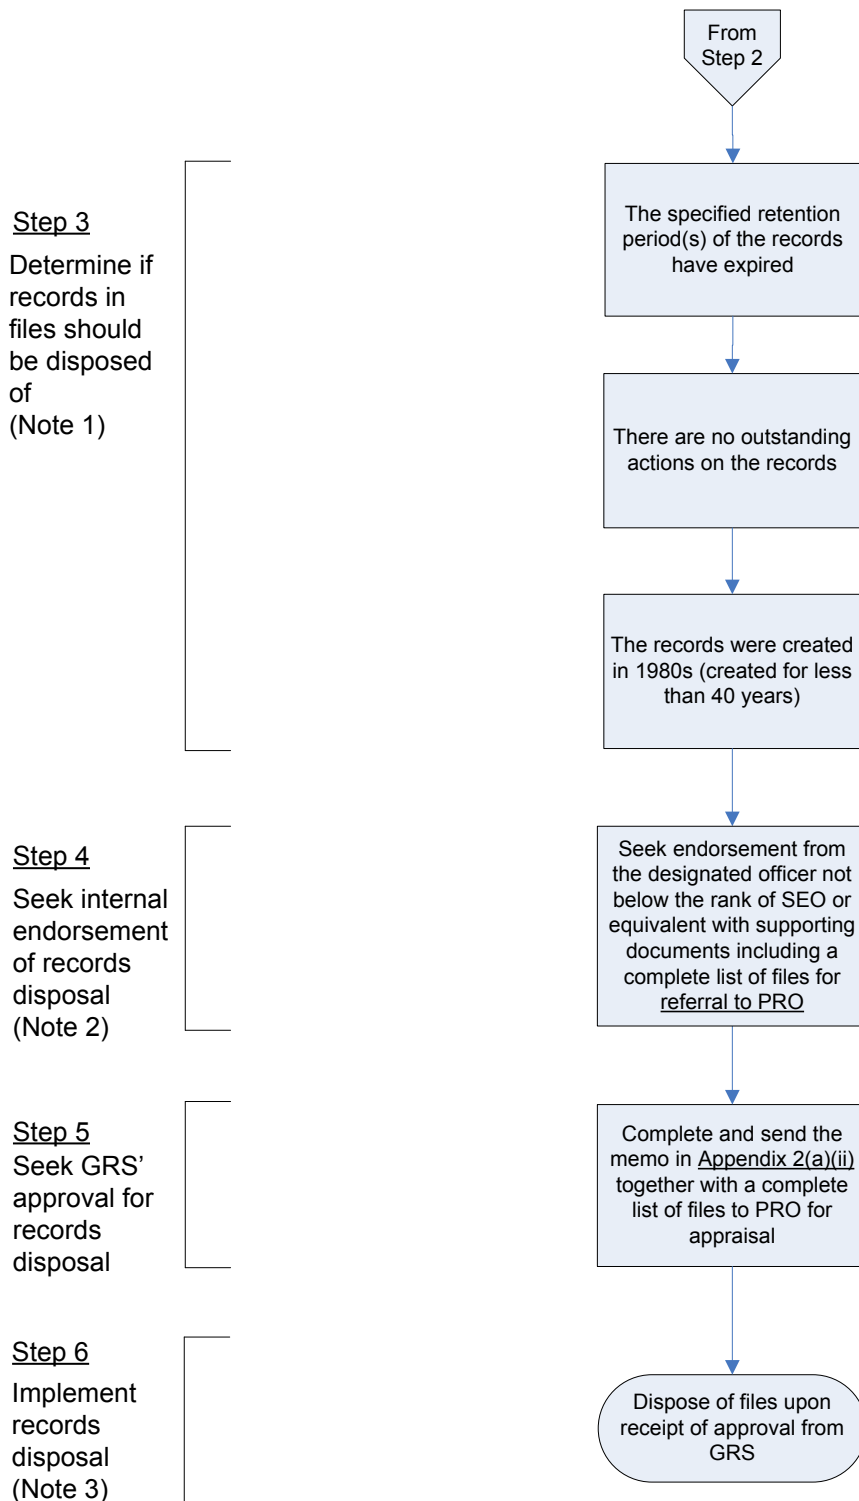 From
Step 2
Step 3
Determine if
records in
files should
be disposed
of
(Note 1)
The specified retention
period(s) of the records
have expired
There are no outstanding
actions on the records
The records were created
in 1980s (created for less
than 40 years)
Step 4
Seek internal
endorsement
of records
disposal
(Note 2)
Seek endorsement from
the designated officer not
below the rank of SEO or
equivalent with supporting
documents including a
complete list of files for
referral to PRO
Step 5
Seek GRS'
approval for
records
disposal
Complete and send the
memo in Appendix 2(a)(ii)
together with a complete
list of files to PRO for
appraisal
Step 6
Implement
records
disposal
(Note 3)
Dispose of files upon
receipt of approval from
GRS